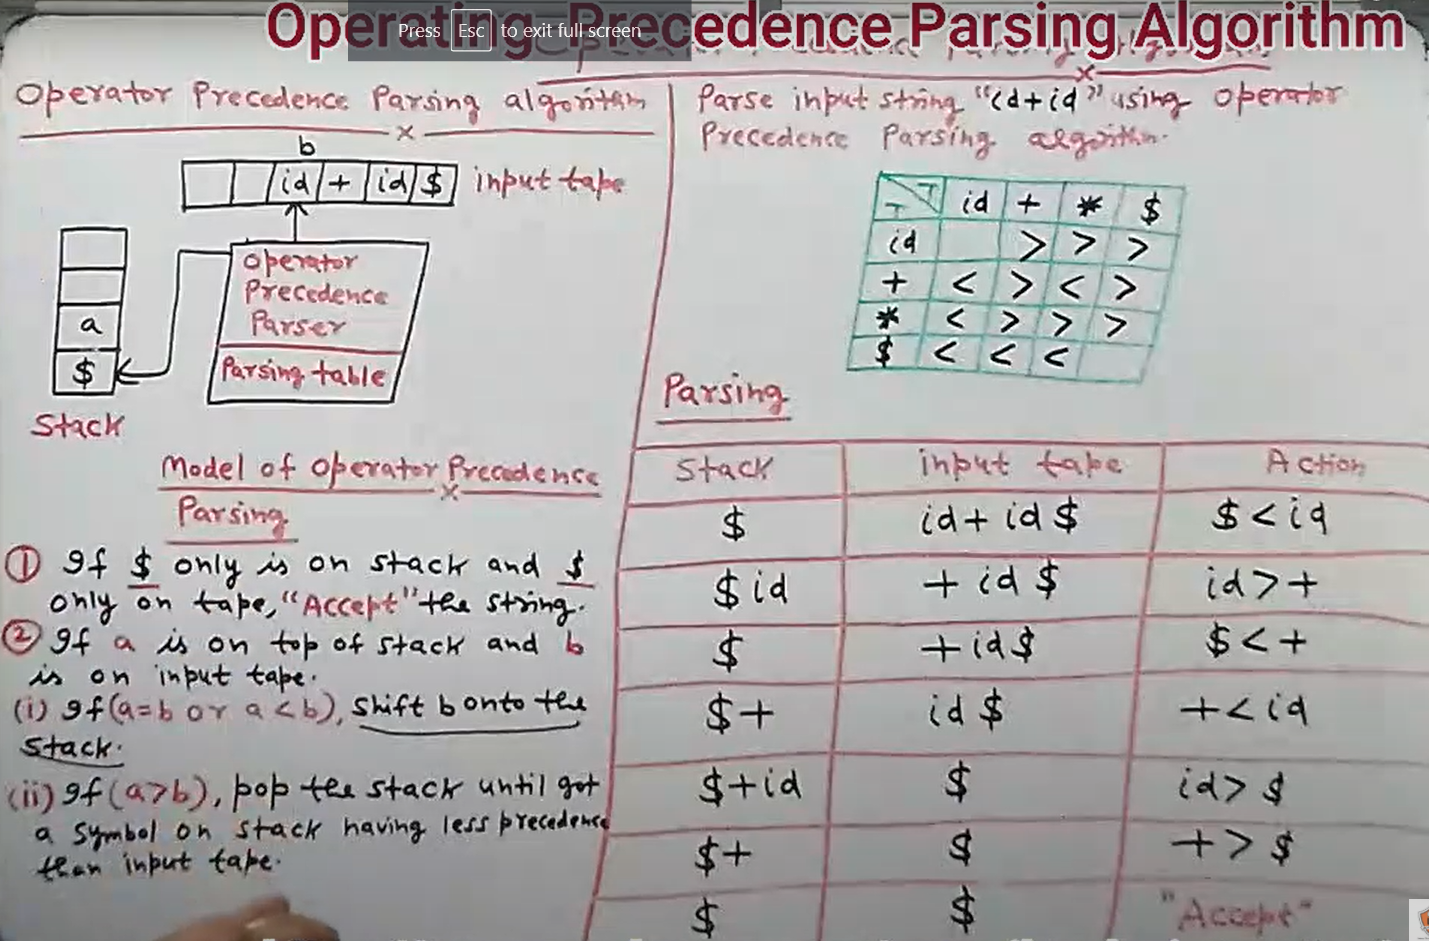 Operating Precedence Parsing Algorithm
Press Esc to exit full screen
Operator Precedence Parsing algorithm
x
b
id + id $ input tape
a
$
Stack
Operator
Precedence
Parser
Parsing table
Model of Operator Precedence
x
Parsing
① If $ only is on stack and $
only on tape, "Accept" the string.
② If a is on top of stack and b
is on input tape.
(i) If (a=b or a<b), shift b onto the
stack.
(ii) If (a>b), pop the stack until got
a symbol on stack having less precedence
then input tape.
x
Parse input string "id+id" using operator
Precedence Parsing algorithm.
T
T id + * $
id > > >
+ < > < >
* < > > >
$ < < <
Parsing
Stack input tape Action
$ id+id$ $<id
$id +id$ id>+
$ +id$ $<+
$+ id$ +<id
$+id $ id>$
$+ $ +>$
$ $ "Accept"